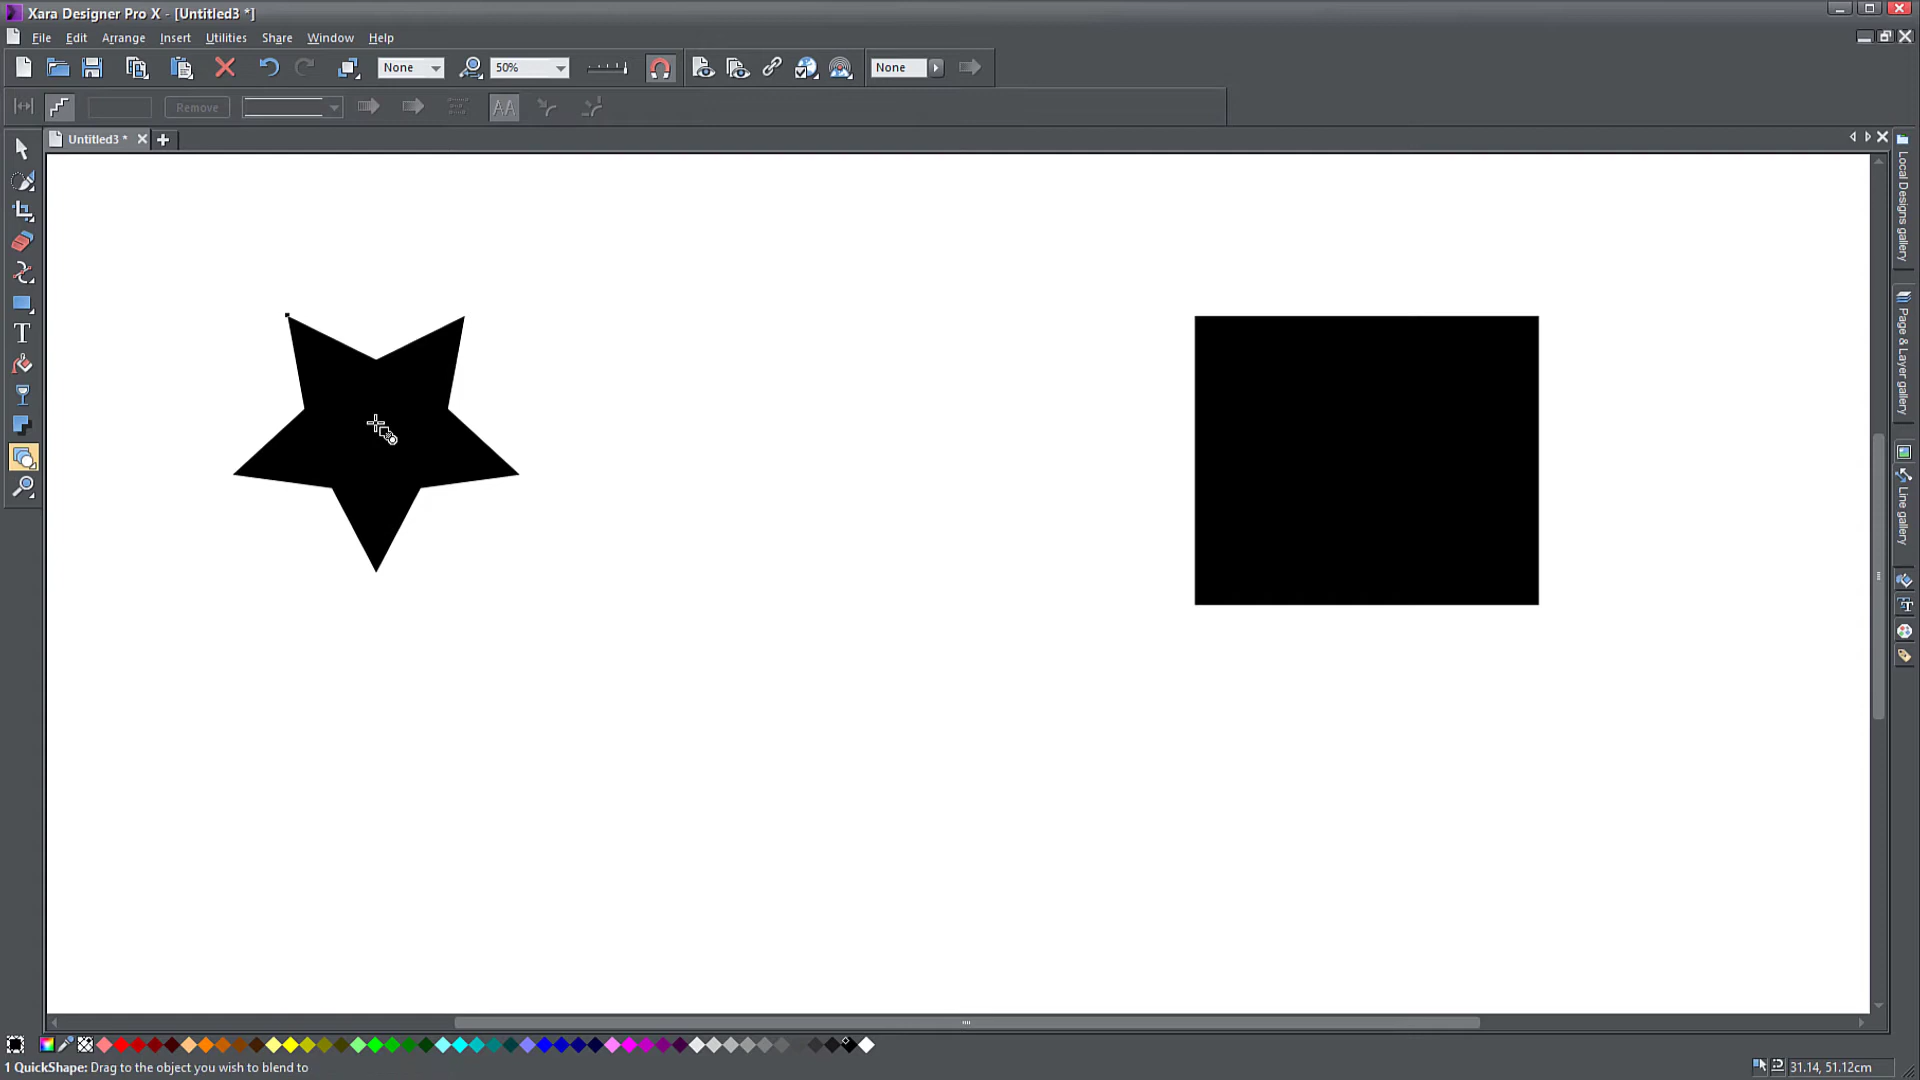 Xara Designer Pro X - [Untitled3 *]
File Edit Arrange Insert Utilities Share Window Help
None 50% None
Remove AA
Untitled3 *
Local Designs gallery
Page & Layer gallery
Line gallery
T
1 QuickShape: Drag to the object you wish to blend to
31.14, 51.12cm